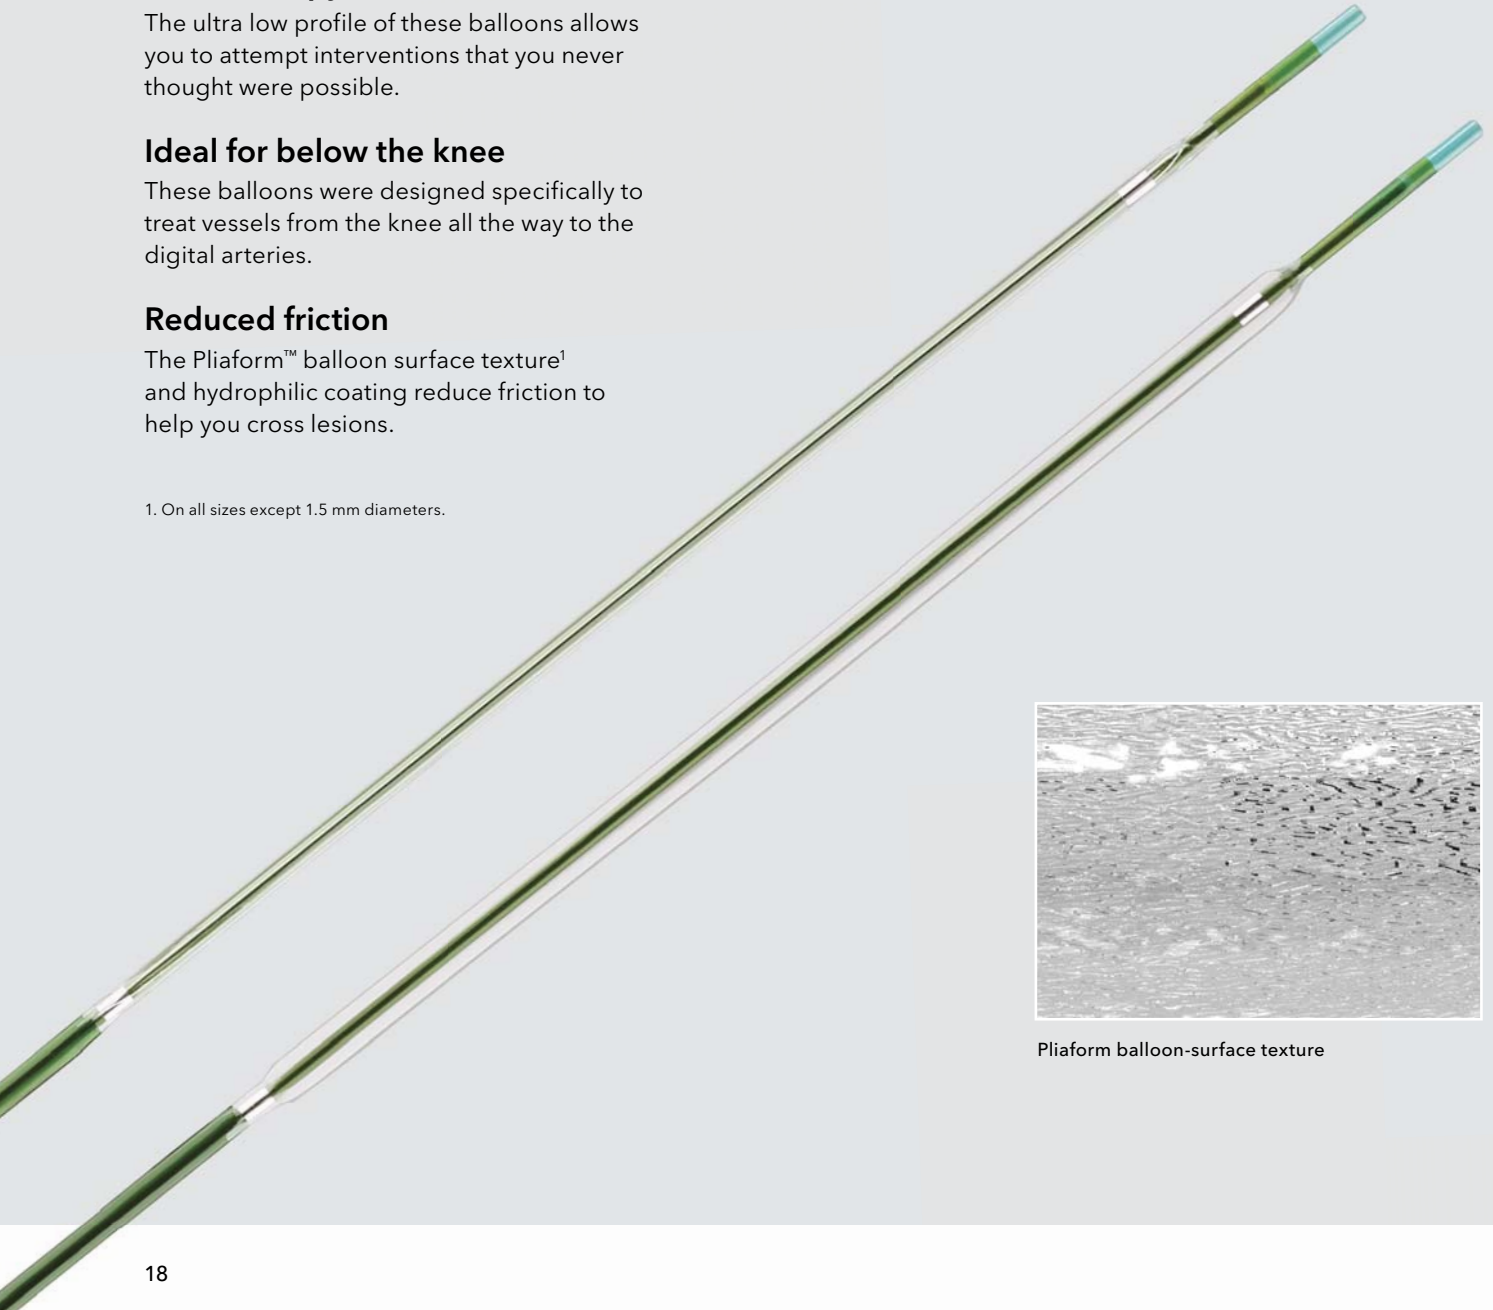 The ultra low profile of these balloons allows
you to attempt interventions that you never
thought were possible.
Ideal for below the knee
These balloons were designed specifically to
treat vessels from the knee all the way to the
digital arteries.
Reduced friction
The Pliaform™ balloon surface texture¹
and hydrophilic coating reduce friction to
help you cross lesions.
1. On all sizes except 1.5 mm diameters.
Pliaform balloon-surface texture
18